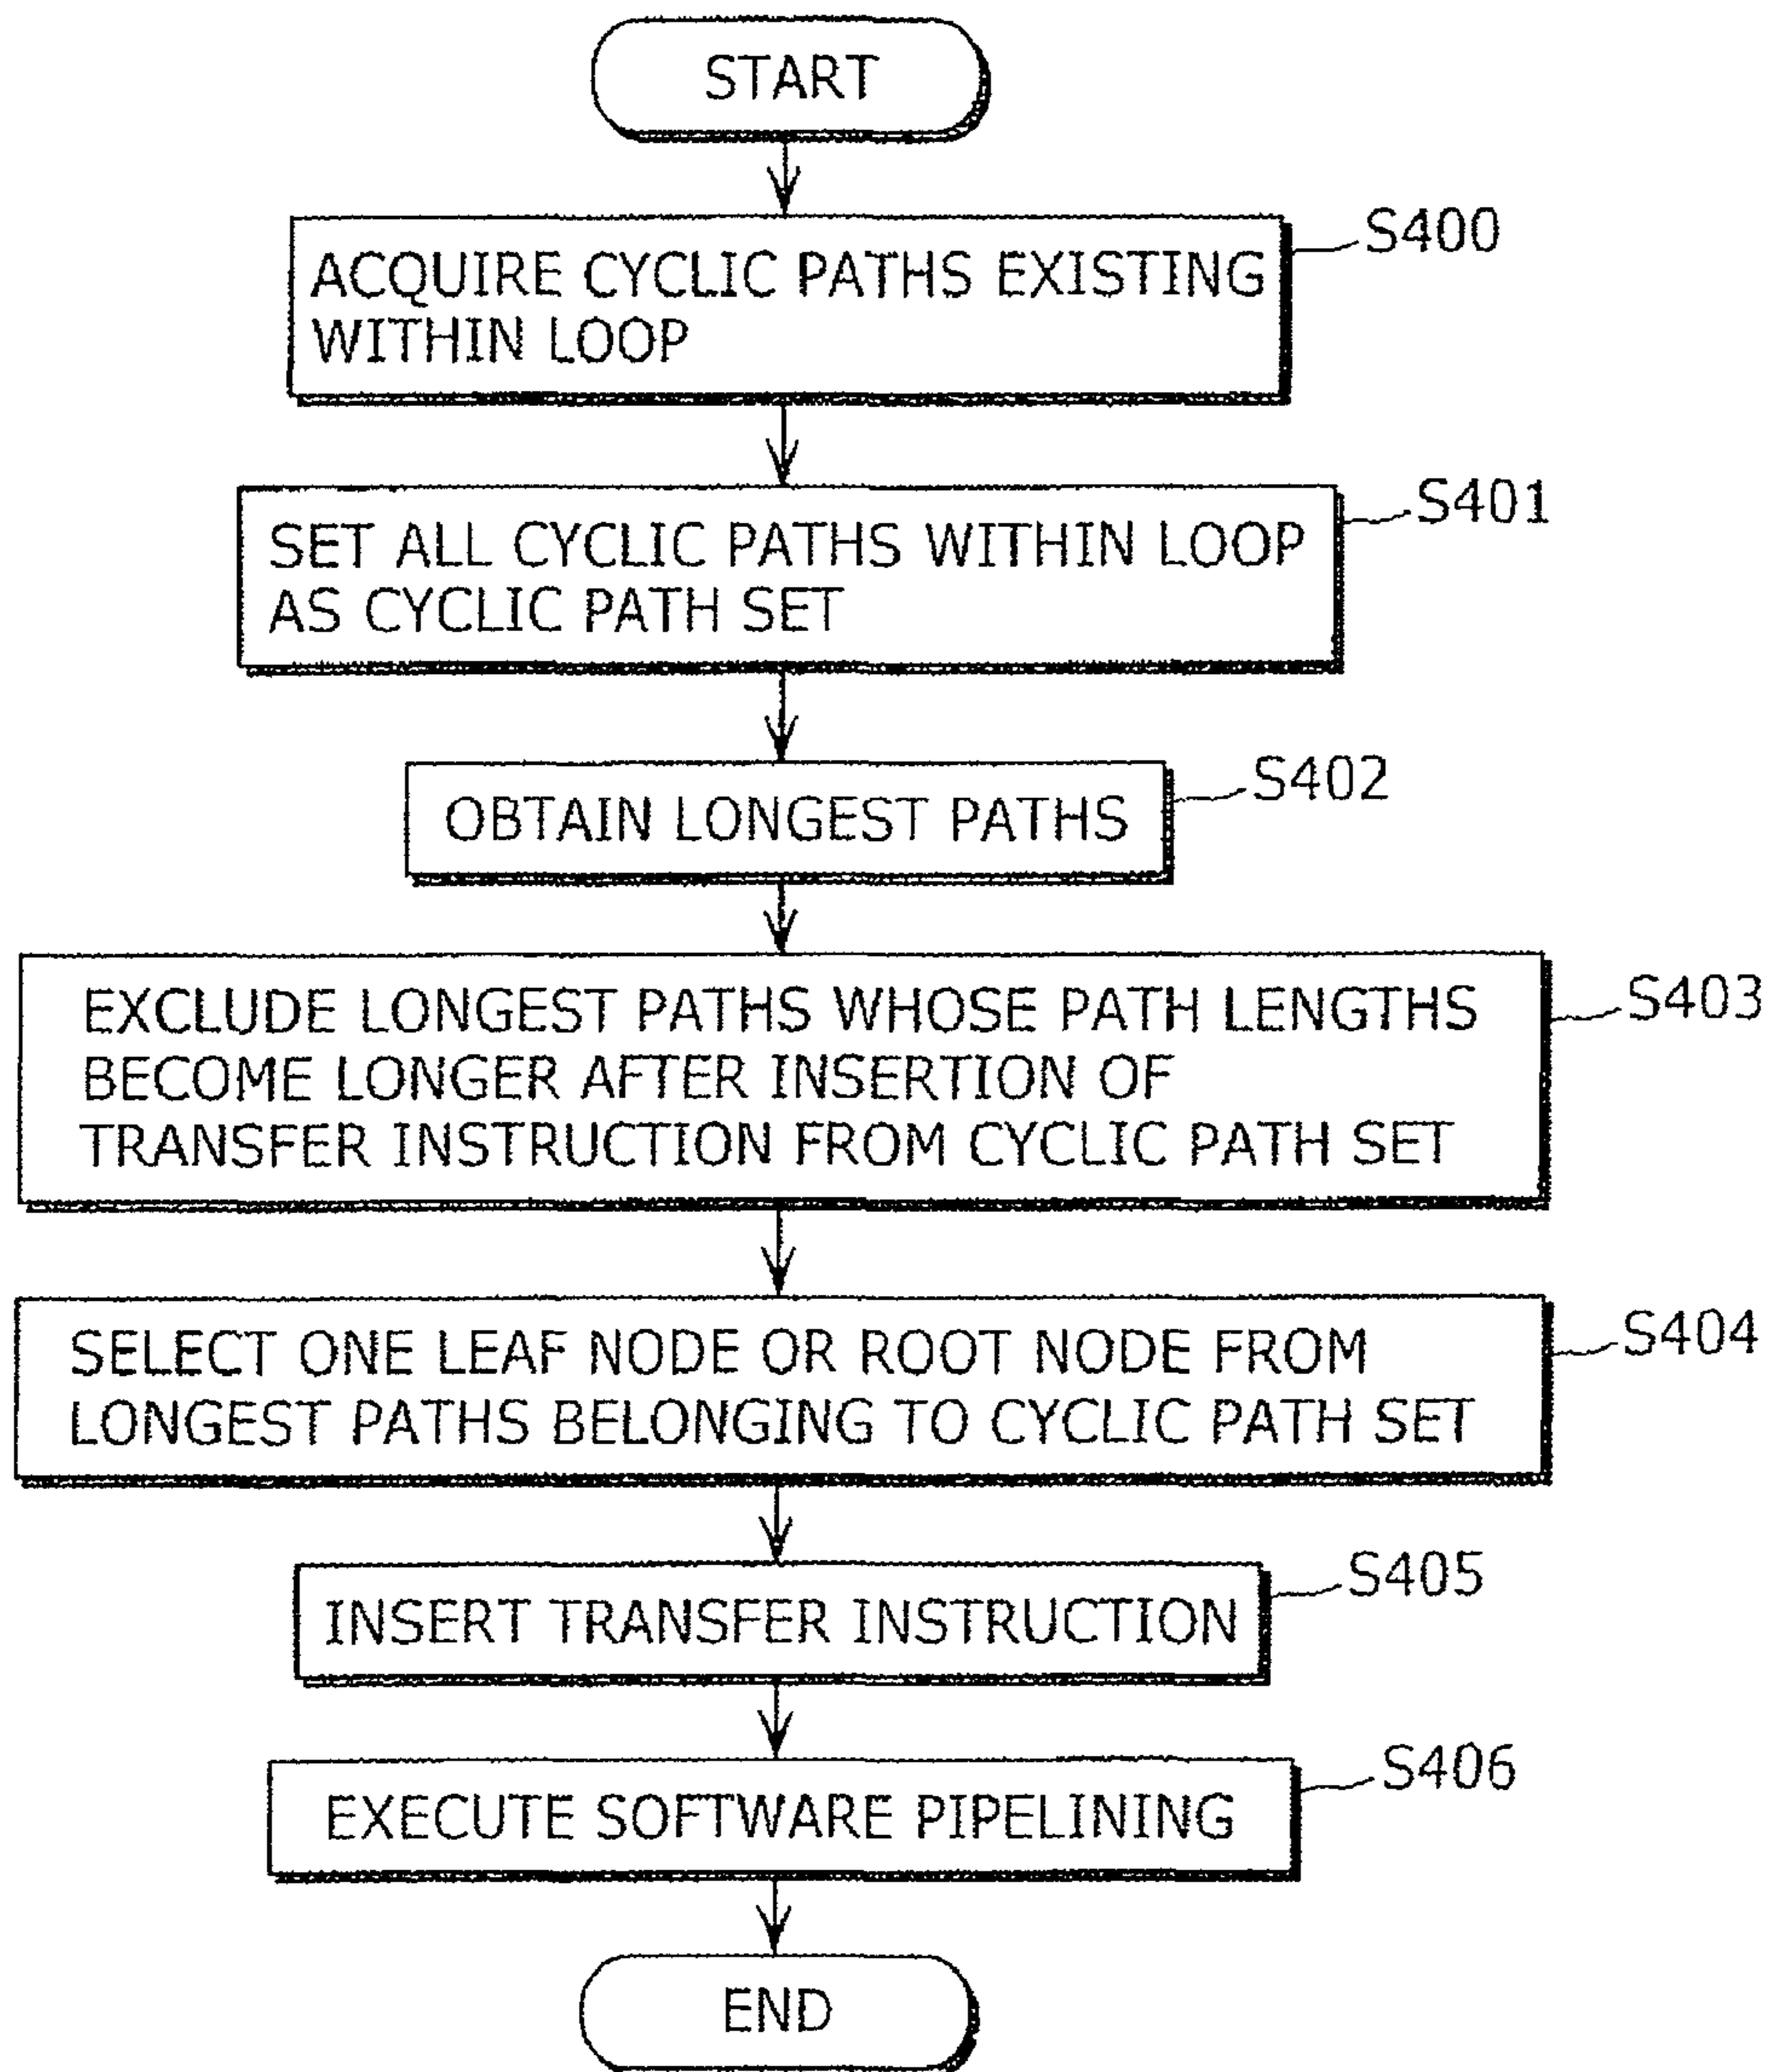 START
S400
ACQUIRE CYCLIC PATHS EXISTING
WITHIN LOOP
S401
SET ALL CYCLIC PATHS WITHIN LOOP
AS CYCLIC PATH SET
S402
OBTAIN LONGEST PATHS
S403
EXCLUDE LONGEST PATHS WHOSE PATH LENGTHS
BECOME LONGER AFTER INSERTION OF
TRANSFER INSTRUCTION FROM CYCLIC PATH SET
S404
SELECT ONE LEAF NODE OR ROOT NODE FROM
LONGEST PATHS BELONGING TO CYCLIC PATH SET
S405
INSERT TRANSFER INSTRUCTION
S406
EXECUTE SOFTWARE PIPELINING
END